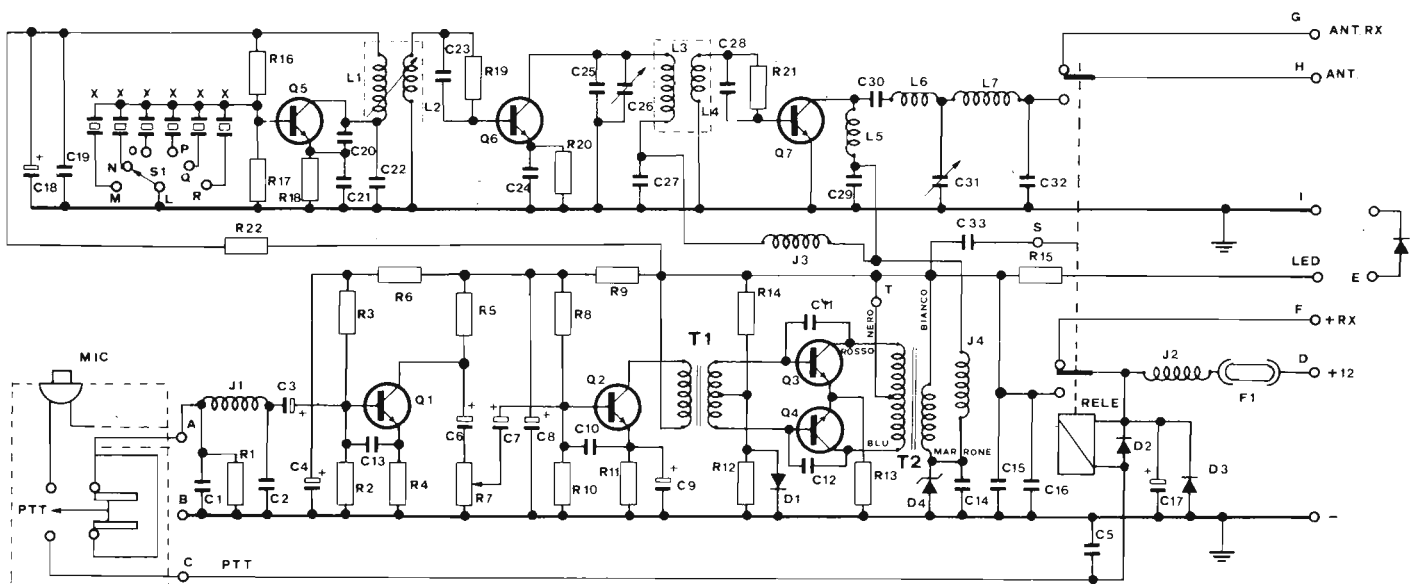 G
ANT RX
H
ANT.
C23
C28
L3
R16
L1
R19
C25
R21
C30
L6
L7
Q5
C26
X X X X X X
L2
L4
Q6
Q7
L5
C20
R20
C19
O
P
C18
N
S1
Q
R17
C22
C24
C27
C29
C31
C32
M
L
R
R18
C21
I
R22
C33
S
J3
R15
LED
E
R6
R9
R14
C11
T
NERO
BIANCO
F
+RX
R3
R5
R8
T1
ROSSO
J4
D
MIC
Q3
J2
+12
J1
C3
Q1
Q2
Q4
F1
A
RELE
C6
C7
C8
C10
BLU
MARRONE
D2
C13
T2
D3
R1
C4
R2
R4
R7
R10
R11
C9
R12
D1
C12
R13
D4
C14
C15
C16
C17
C1
C2
PTT
B
-
C5
C
PTT